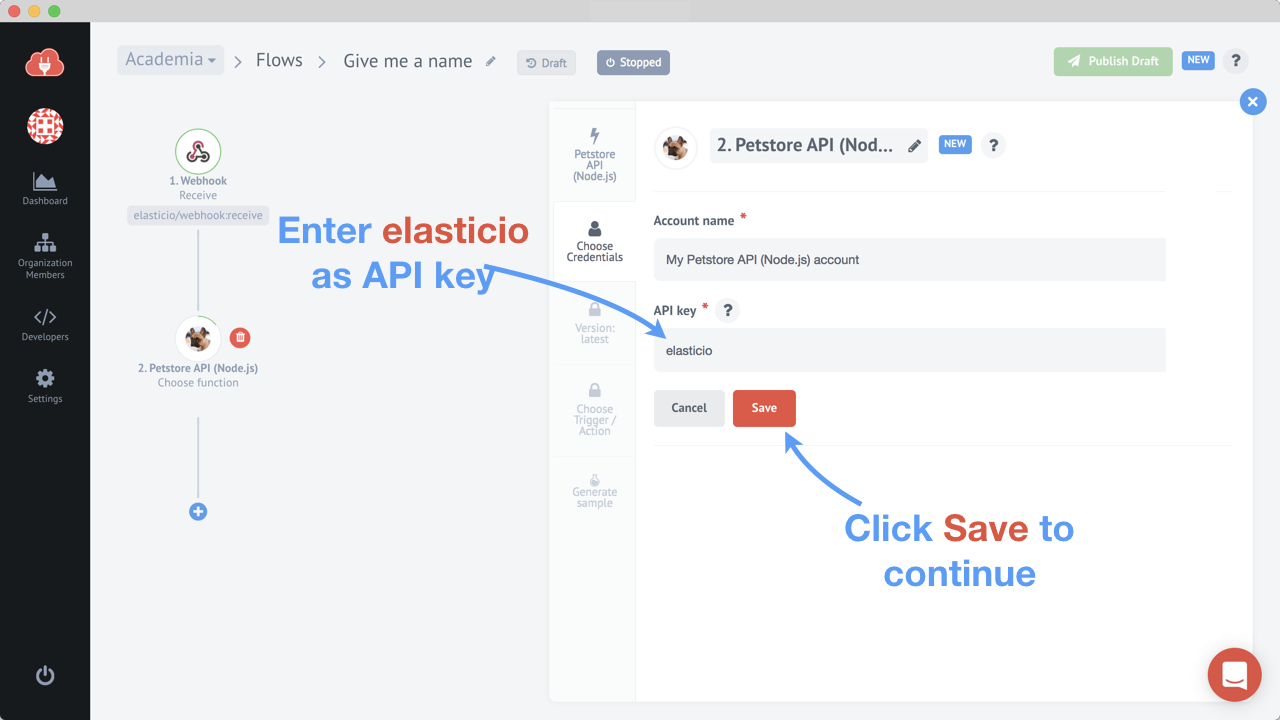 Academia
Flows
Give me a name
Draft
Stopped
Publish Draft
NEW
?
Dashboard
Organization
Members
Developers
Settings
1. Webhook
Receive
elasticio/webhook:receive
2. Petstore API (Node.js)
Choose function
Enter elasticio
as API key
Petstore
API
(Node.js)
Choose
Credentials
Version:
latest
Choose
Trigger /
Action
Generate
sample
2. Petstore API (Nod...
NEW
?
Account name *
My Petstore API (Node.js) account
API key * ?
elasticio
Cancel
Save
Click Save to
continue